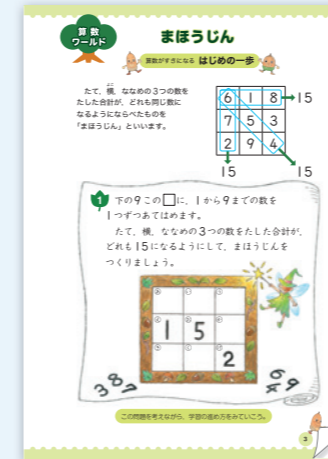 算数
ワールド
まほうじん
算数がすきになる はじめの一歩
たて、横、ななめの3つの数を
たした合計が、どれも同じ数に
なるようにならべたものを
「まほうじん」といいます。
6 1 8 15
7 5 3
2 9 4
15 15
1 下の9この□に、1から9までの数を
1つずつあてはめます。
たて、横、ななめの3つの数をたした合計が、
どれも15になるようにして、まほうじんを
つくりましょう。
1 5
2
3 8 7
6 4 9
この問題を考えながら、学習の進め方をみていこう。
3